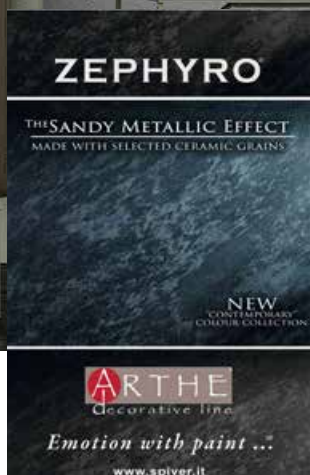 ZEPHYRO
THE SANDY METALLIC EFFECT
MADE WITH SELECTED CERAMIC GRAINS
NEW
"CONTEMPORARY"
COLOUR COLLECTION
ARTHE
decorative line
Emotion with paint ...
www.spiver.it